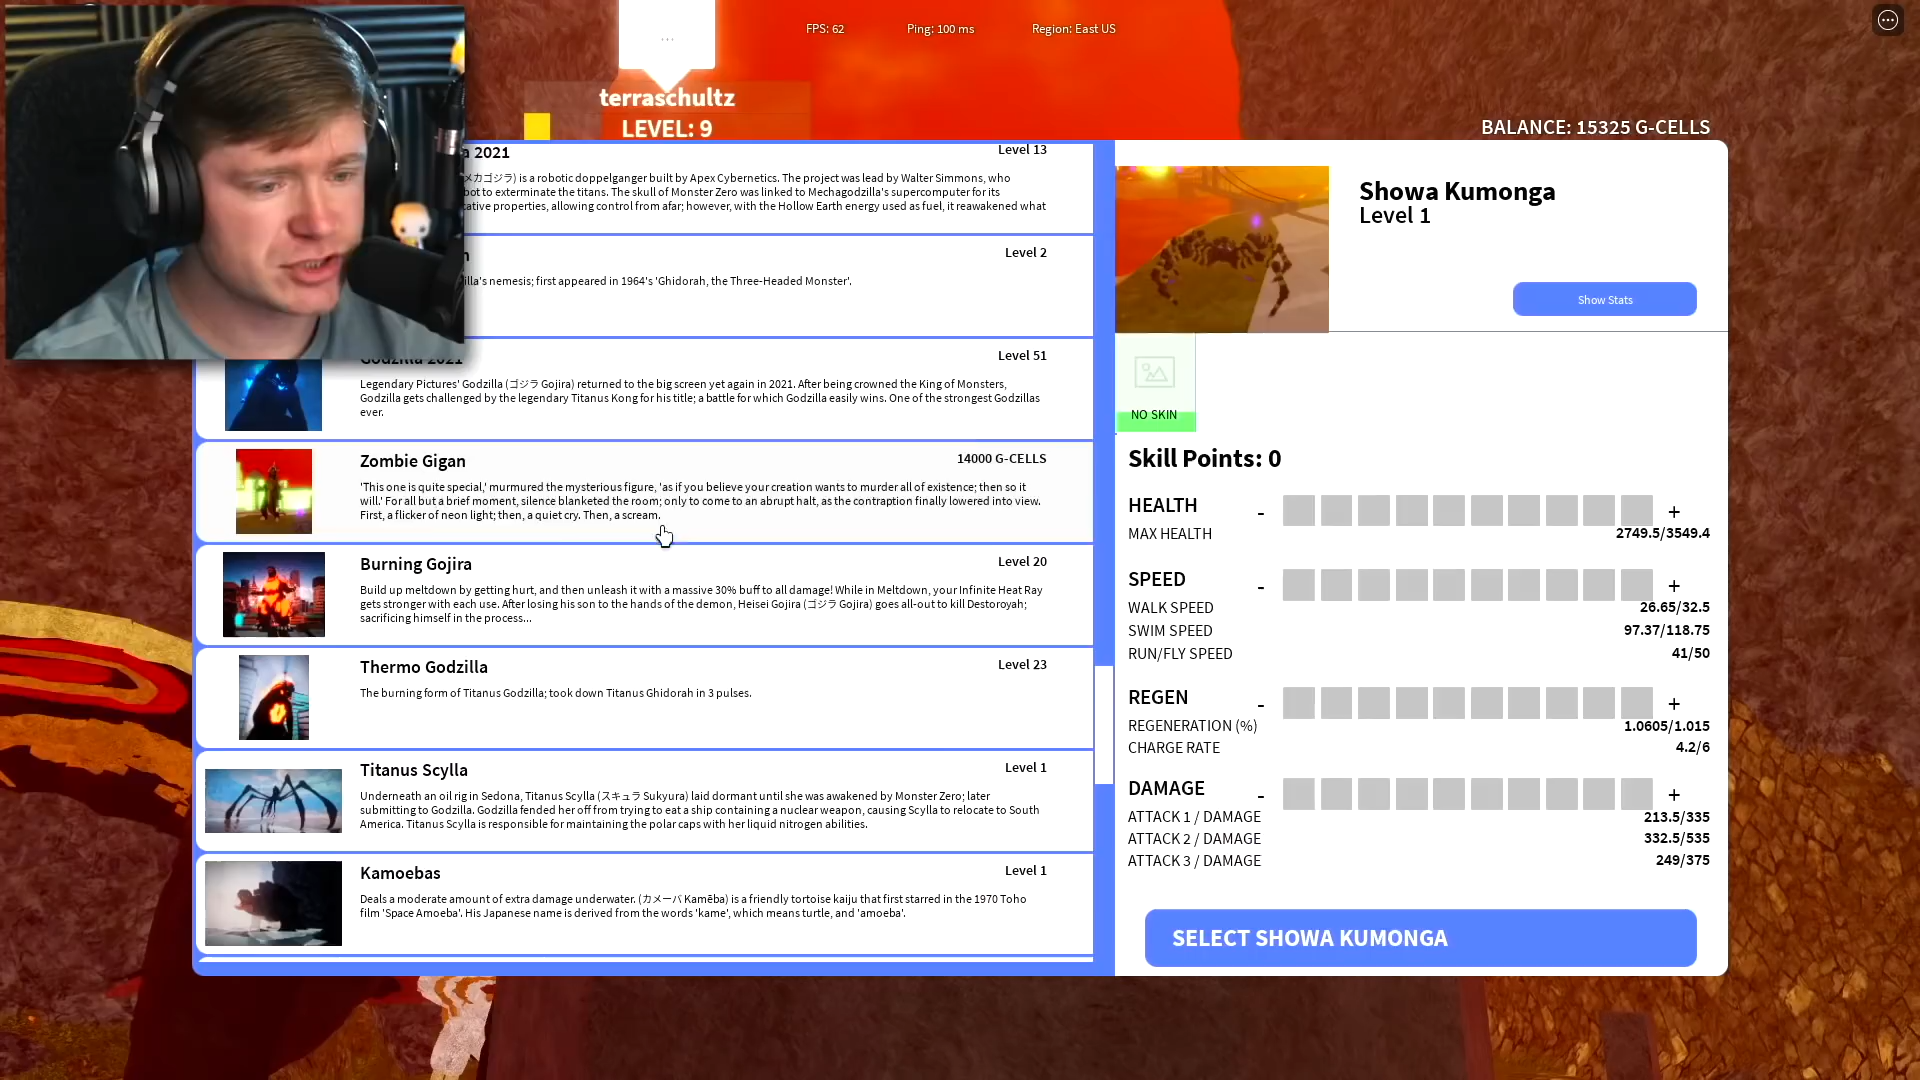 FPS: 62
Ping: 100 ms
Region: East US
...
terraschultz
LEVEL: 9
BALANCE: 15325 G-CELLS
2021
Level 13
メカゴジラ) is a robotic doppelganger built by Apex Cybernetics. The project was lead by Walter Simmons, who
to exterminate the titans. The skull of Monster Zero was linked to Mechagodzilla's supercomputer for its
properties, allowing control from afar; however, with the Hollow Earth energy used as fuel, it reawakened what
Level 2
nemesis; first appeared in 1964's 'Ghidorah, the Three-Headed Monster'.
Godzilla 2021
Level 51
Legendary Pictures' Godzilla (ゴジラ Gojira) returned to the big screen yet again in 2021. After being crowned the King of Monsters,
Godzilla gets challenged by the legendary Titanus Kong for his title; a battle for which Godzilla easily wins. One of the strongest Godzillas
ever.
Zombie Gigan
14000 G-CELLS
'This one is quite special,' murmured the mysterious figure, 'as if you believe your creation wants to murder all of existence; then so it
will.' For all but a brief moment, silence blanketed the room; only to come to an abrupt halt, as the contraption finally lowered into view.
First, a flicker of neon light; then, a quiet cry. Then, a scream.
Burning Gojira
Level 20
Build up meltdown by getting hurt, and then unleash it with a massive 30% buff to all damage! While in Meltdown, your Infinite Heat Ray
gets stronger with each use. After losing his son to the hands of the demon, Heisei Gojira (ゴジラ Gojira) goes all-out to kill Destoroyah;
sacrificing himself in the process...
Thermo Godzilla
Level 23
The burning form of Titanus Godzilla; took down Titanus Ghidorah in 3 pulses.
Titanus Scylla
Level 1
Underneath an oil rig in Sedona, Titanus Scylla (スキュラ Sukyura) laid dormant until she was awakened by Monster Zero; later
submitting to Godzilla. Godzilla fended her off from trying to eat a ship containing a nuclear weapon, causing Scylla to relocate to South
America. Titanus Scylla is responsible for maintaining the polar caps with her liquid nitrogen abilities.
Kamoebas
Level 1
Deals a moderate amount of extra damage underwater. (カメーバ Kamēba) is a friendly tortoise kaiju that first starred in the 1970 Toho
film 'Space Amoeba'. His Japanese name is derived from the words 'kame', which means turtle, and 'amoeba'.
Showa Kumonga
Level 1
Show Stats
NO SKIN
Skill Points: 0
HEALTH
- +
MAX HEALTH 2749.5/3549.4
SPEED
- +
WALK SPEED 26.65/32.5
SWIM SPEED 97.37/118.75
RUN/FLY SPEED 41/50
REGEN
- +
REGENERATION (%) 1.0605/1.015
CHARGE RATE 4.2/6
DAMAGE
- +
ATTACK 1 / DAMAGE 213.5/335
ATTACK 2 / DAMAGE 332.5/535
ATTACK 3 / DAMAGE 249/375
SELECT SHOWA KUMONGA